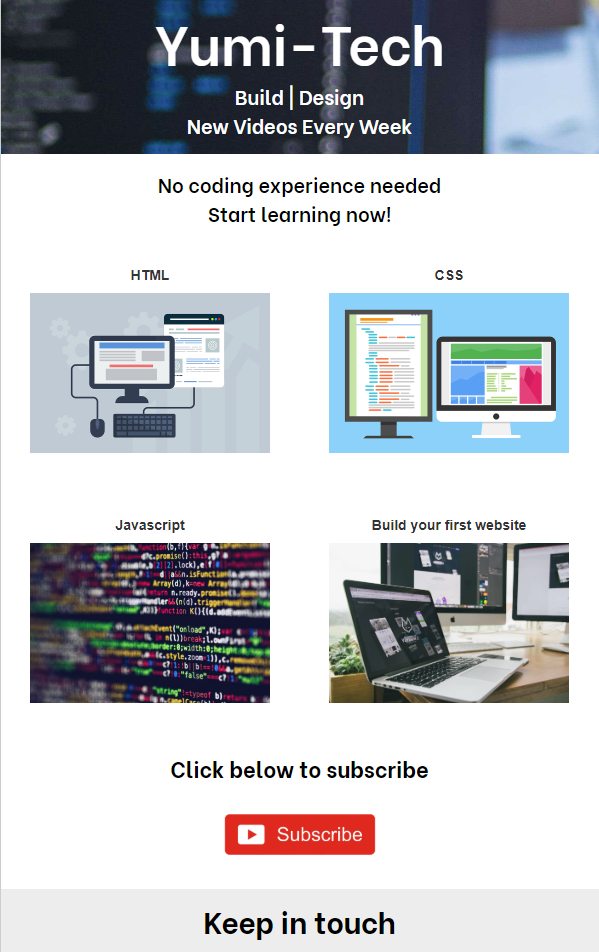 Yumi-Tech
Build | Design
New Videos Every Week
No coding experience needed
Start learning now!
HTML
CSS
Javascript
Build your first website
Click below to subscribe
Subscribe
Keep in touch